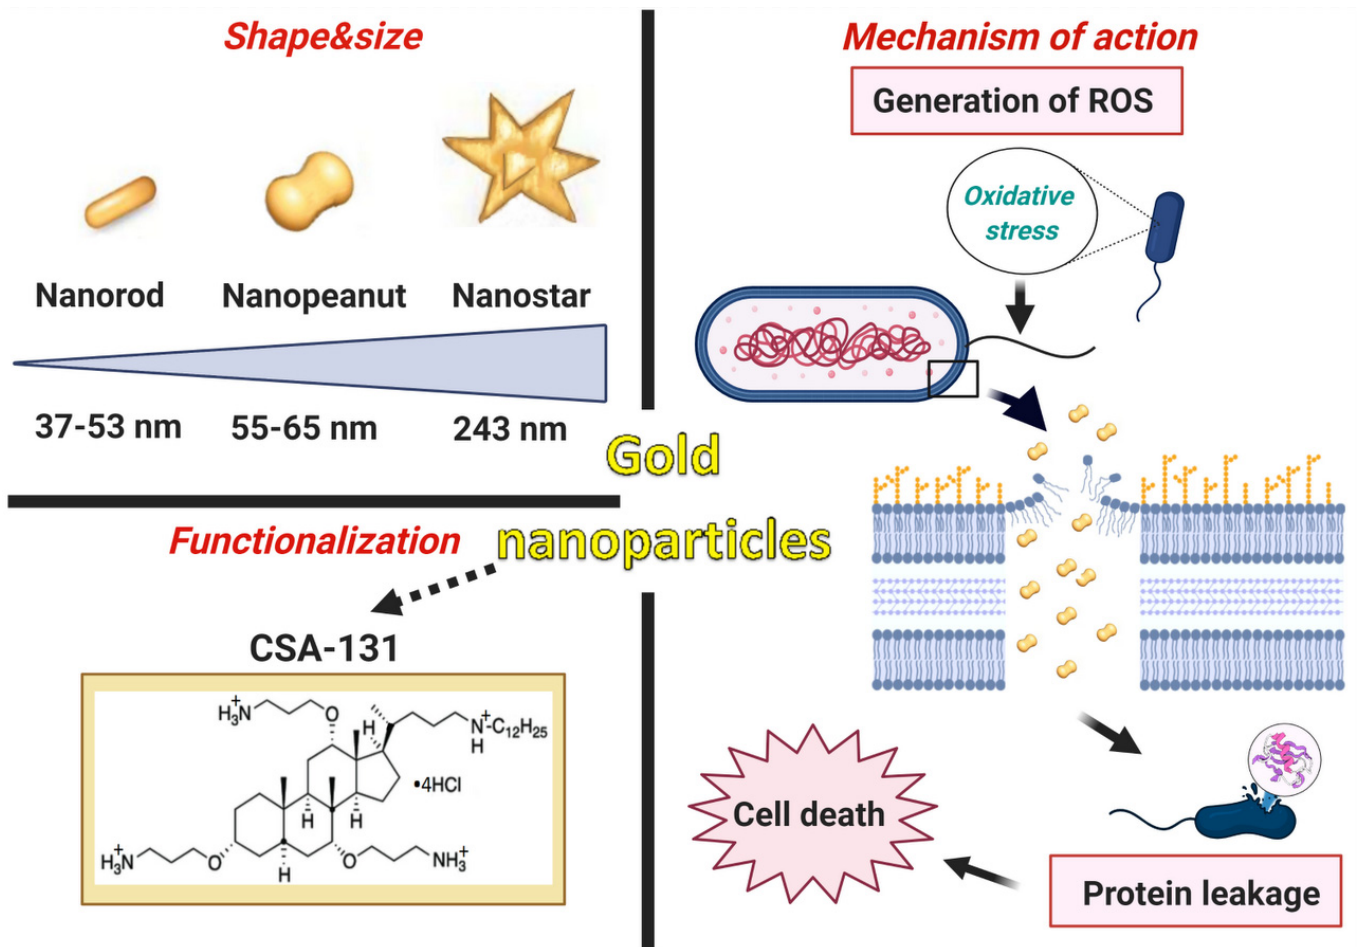 Shape&size
Nanorod
Nanopeanut
Nanostar
37-53 nm
55-65 nm
243 nm
Gold
nanoparticles
Functionalization
CSA-131
H₃N⁺
O
H
N⁺-C₁₂H₂₅
H
•4HCl
H
H
H₃N⁺
O
H
O
NH₃⁺
Mechanism of action
Generation of ROS
Oxidative
stress
Protein leakage
Cell death